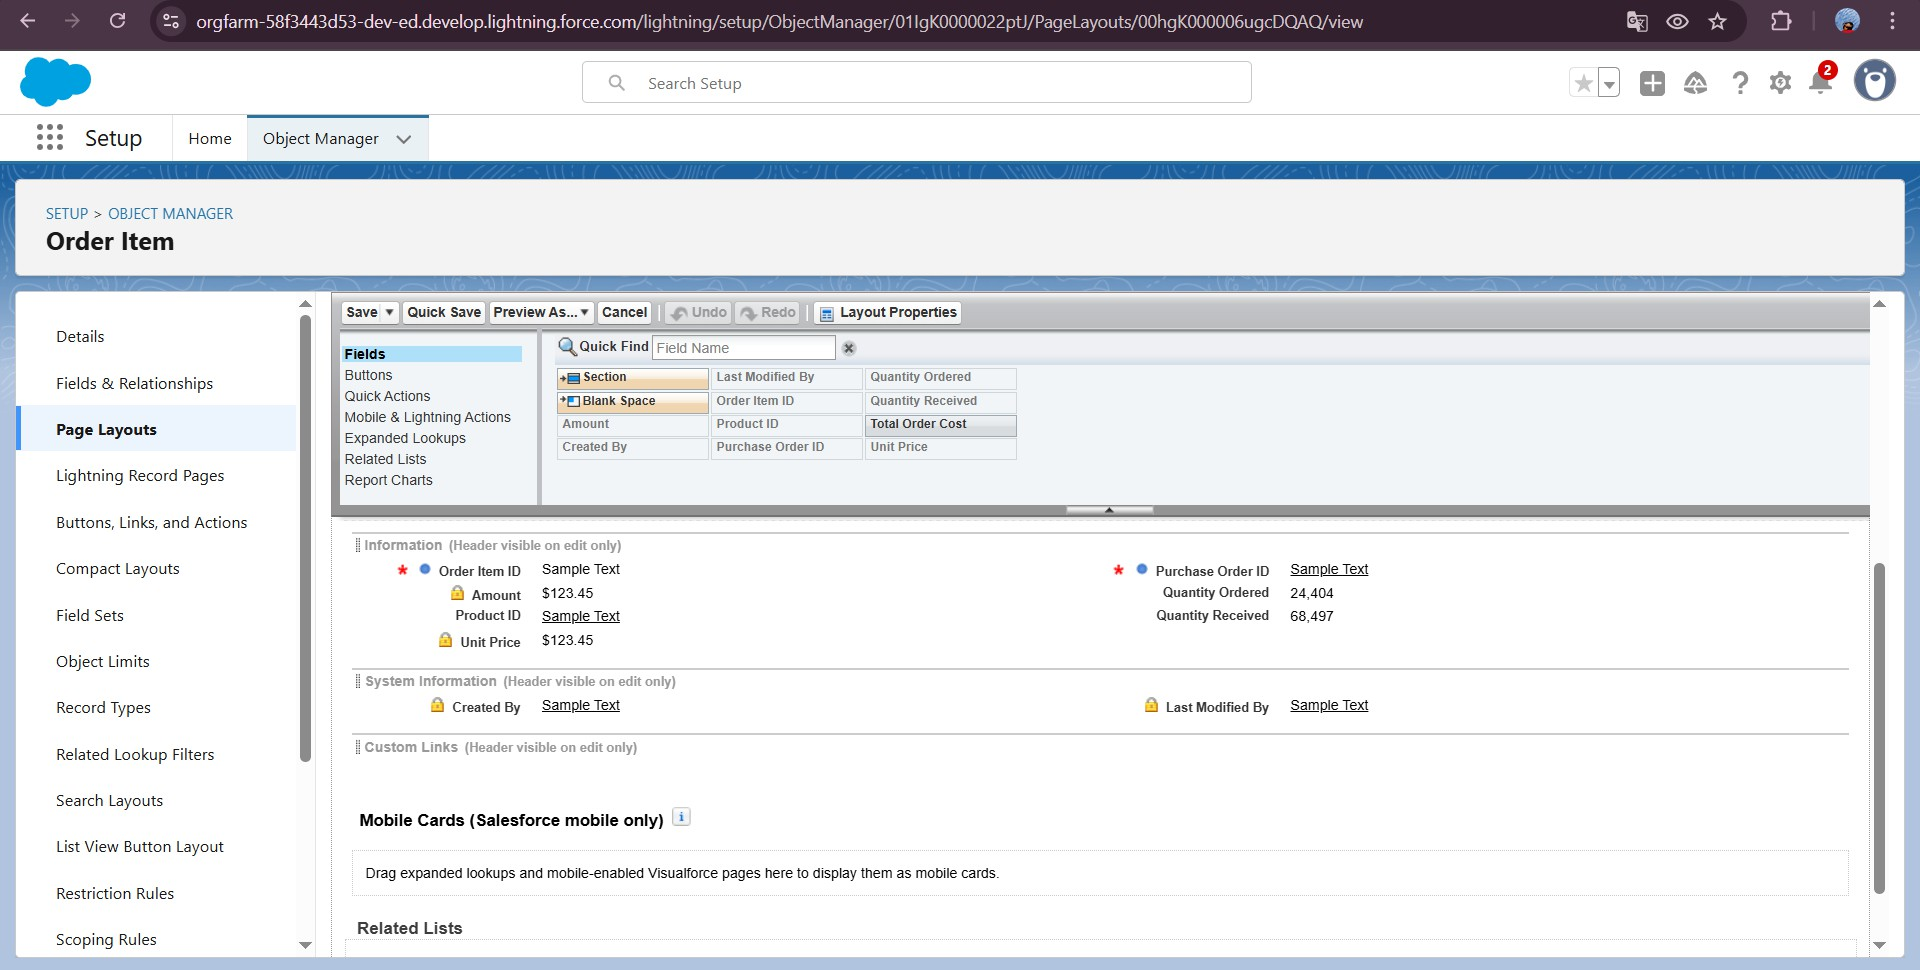 orgfarm-58f3443d53-dev-ed.develop.lightning.force.com/lightning/setup/ObjectManager/01IgK0000022ptJ/PageLayouts/00hgK000006ugcDQAQ/view
Search Setup
2
Setup
Home
Object Manager
SETUP > OBJECT MANAGER
Order Item
Details
Fields & Relationships
Page Layouts
Lightning Record Pages
Buttons, Links, and Actions
Compact Layouts
Field Sets
Object Limits
Record Types
Related Lookup Filters
Search Layouts
List View Button Layout
Restriction Rules
Scoping Rules
Save Quick Save Preview As... Cancel Undo Redo Layout Properties
Fields
Buttons
Quick Actions
Mobile & Lightning Actions
Expanded Lookups
Related Lists
Report Charts
Quick Find Field Name
Section Last Modified By Quantity Ordered
Blank Space Order Item ID Quantity Received
Amount Product ID Total Order Cost
Created By Purchase Order ID Unit Price
Information (Header visible on edit only)
* Order Item ID Sample Text * Purchase Order ID Sample Text
Amount $123.45 Quantity Ordered 24,404
Product ID Sample Text Quantity Received 68,497
Unit Price $123.45
System Information (Header visible on edit only)
Created By Sample Text Last Modified By Sample Text
Custom Links (Header visible on edit only)
Mobile Cards (Salesforce mobile only) i
Drag expanded lookups and mobile-enabled Visualforce pages here to display them as mobile cards.
Related Lists